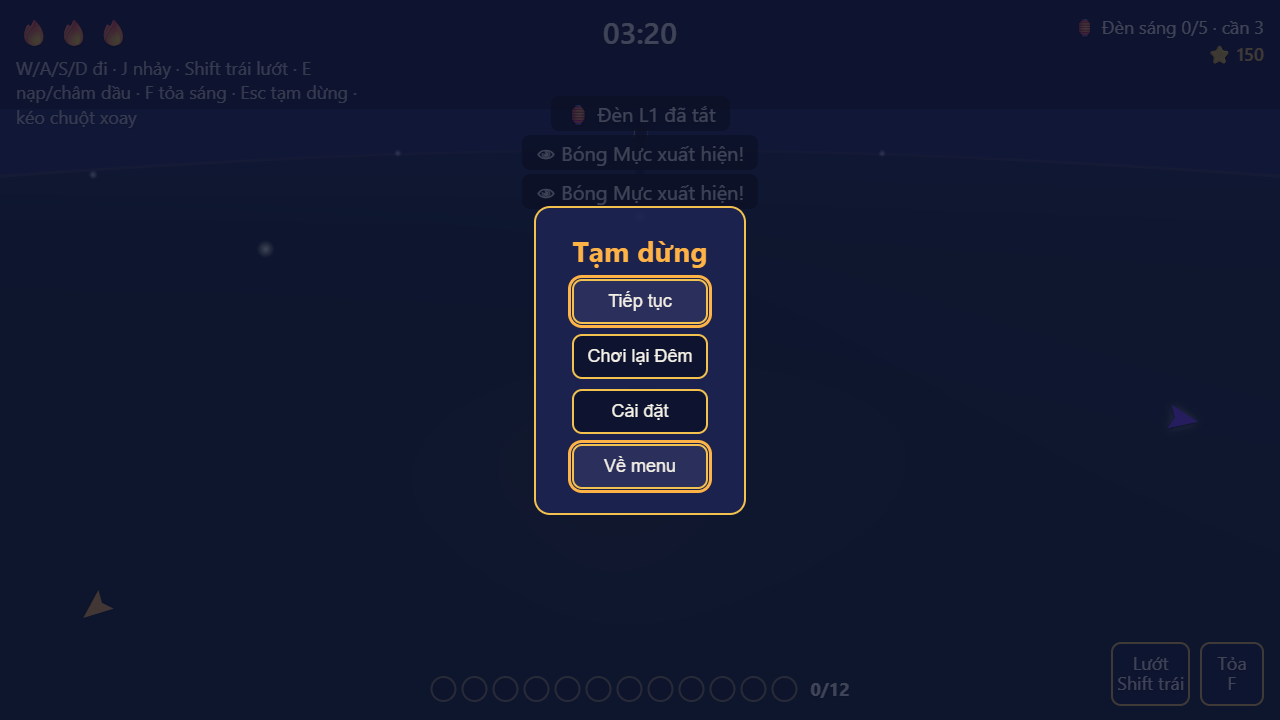 03:20
Đèn sáng 0/5 · cần 3
150
W/A/S/D đi · J nhảy · Shift trái lướt · E
nạp/châm dầu · F tỏa sáng · Esc tạm dừng ·
kéo chuột xoay
Đèn L1 đã tắt
Bóng Mực xuất hiện!
Bóng Mực xuất hiện!
Tạm dừng
Tiếp tục
Chơi lại Đêm
Cài đặt
Về menu
Lướt
Shift trái
Tỏa
F
0/12